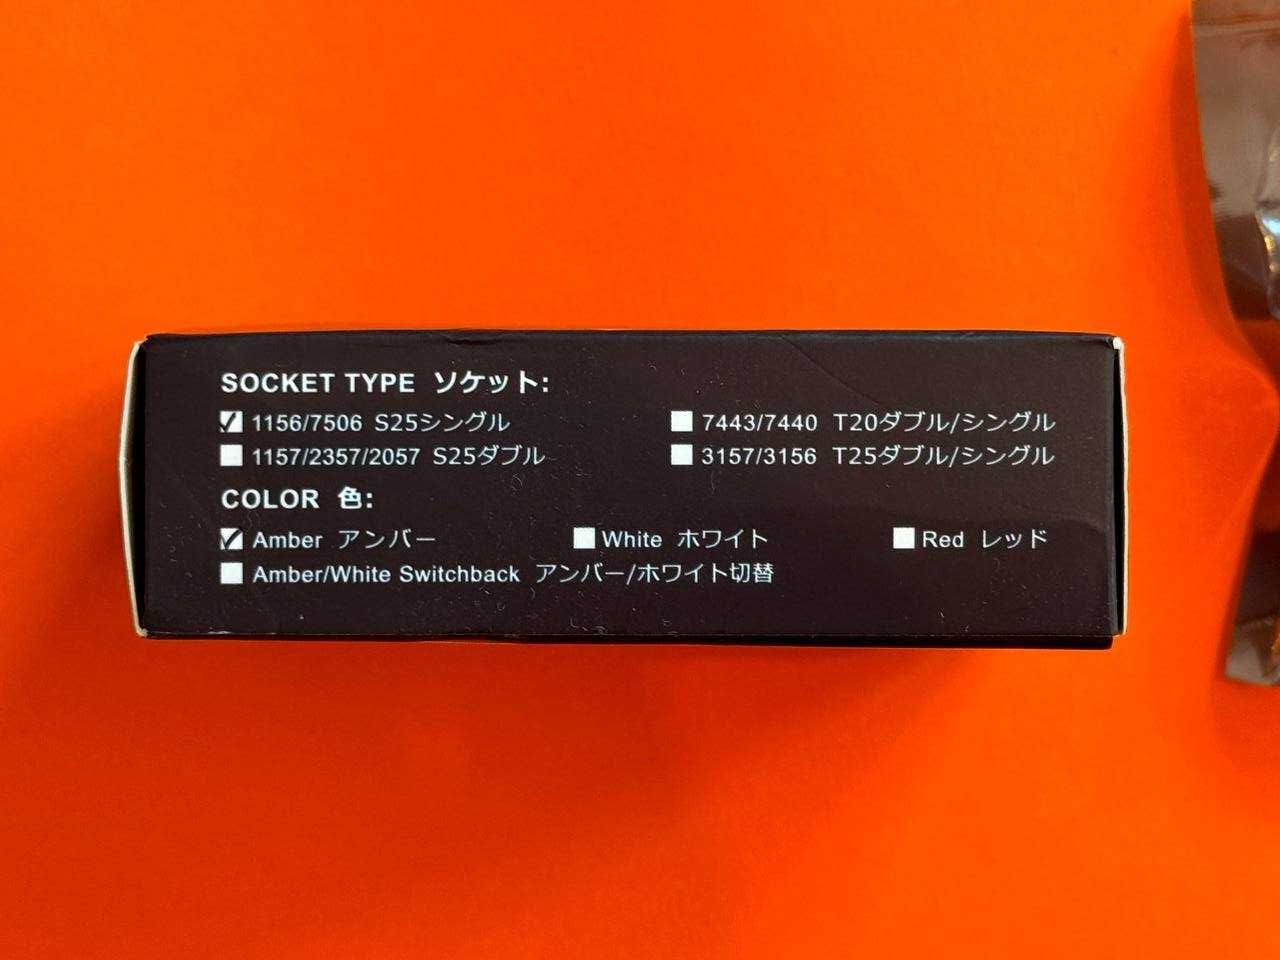 SOCKET TYPE ソケット:
1156/7506 S25シングル 7443/7440 T20ダブル/シングル
1157/2357/2057 S25ダブル 3157/3156 T25ダブル/シングル
COLOR 色:
Amber アンバー White ホワイト Red レッド
Amber/White Switchback アンバー/ホワイト切替